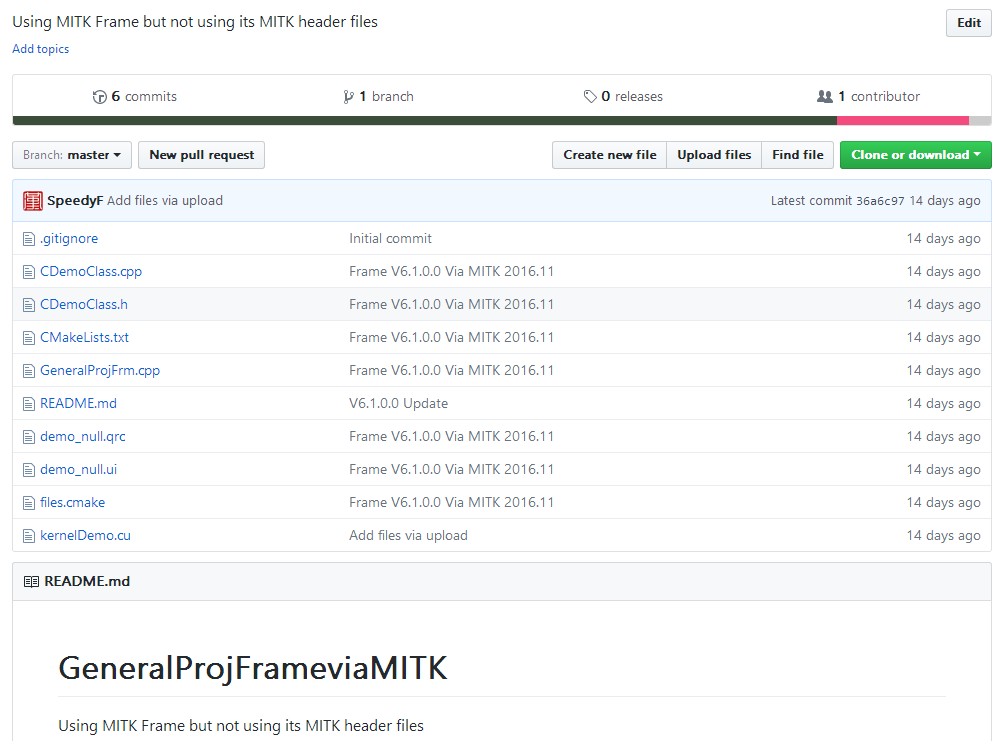 Using MITK Frame but not using its MITK header files
Edit
Add topics
6 commits
1 branch
0 releases
1 contributor
Branch: master
New pull request
Create new file
Upload files
Find file
Clone or download
SpeedyF Add files via upload
Latest commit 36a6c97 14 days ago
.gitignore Initial commit 14 days ago
CDemoClass.cpp Frame V6.1.0.0 Via MITK 2016.11 14 days ago
CDemoClass.h Frame V6.1.0.0 Via MITK 2016.11 14 days ago
CMakeLists.txt Frame V6.1.0.0 Via MITK 2016.11 14 days ago
GeneralProjFrm.cpp Frame V6.1.0.0 Via MITK 2016.11 14 days ago
README.md V6.1.0.0 Update 14 days ago
demo_null.qrc Frame V6.1.0.0 Via MITK 2016.11 14 days ago
demo_null.ui Frame V6.1.0.0 Via MITK 2016.11 14 days ago
files.cmake Frame V6.1.0.0 Via MITK 2016.11 14 days ago
kernelDemo.cu Add files via upload 14 days ago
README.md
GeneralProjFrameviaMITK
Using MITK Frame but not using its MITK header files